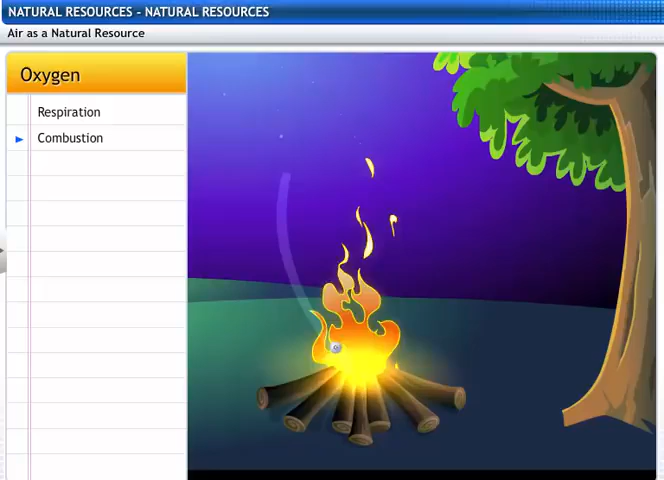 NATURAL RESOURCES - NATURAL RESOURCES
Air as a Natural Resource
Oxygen
Respiration
Combustion